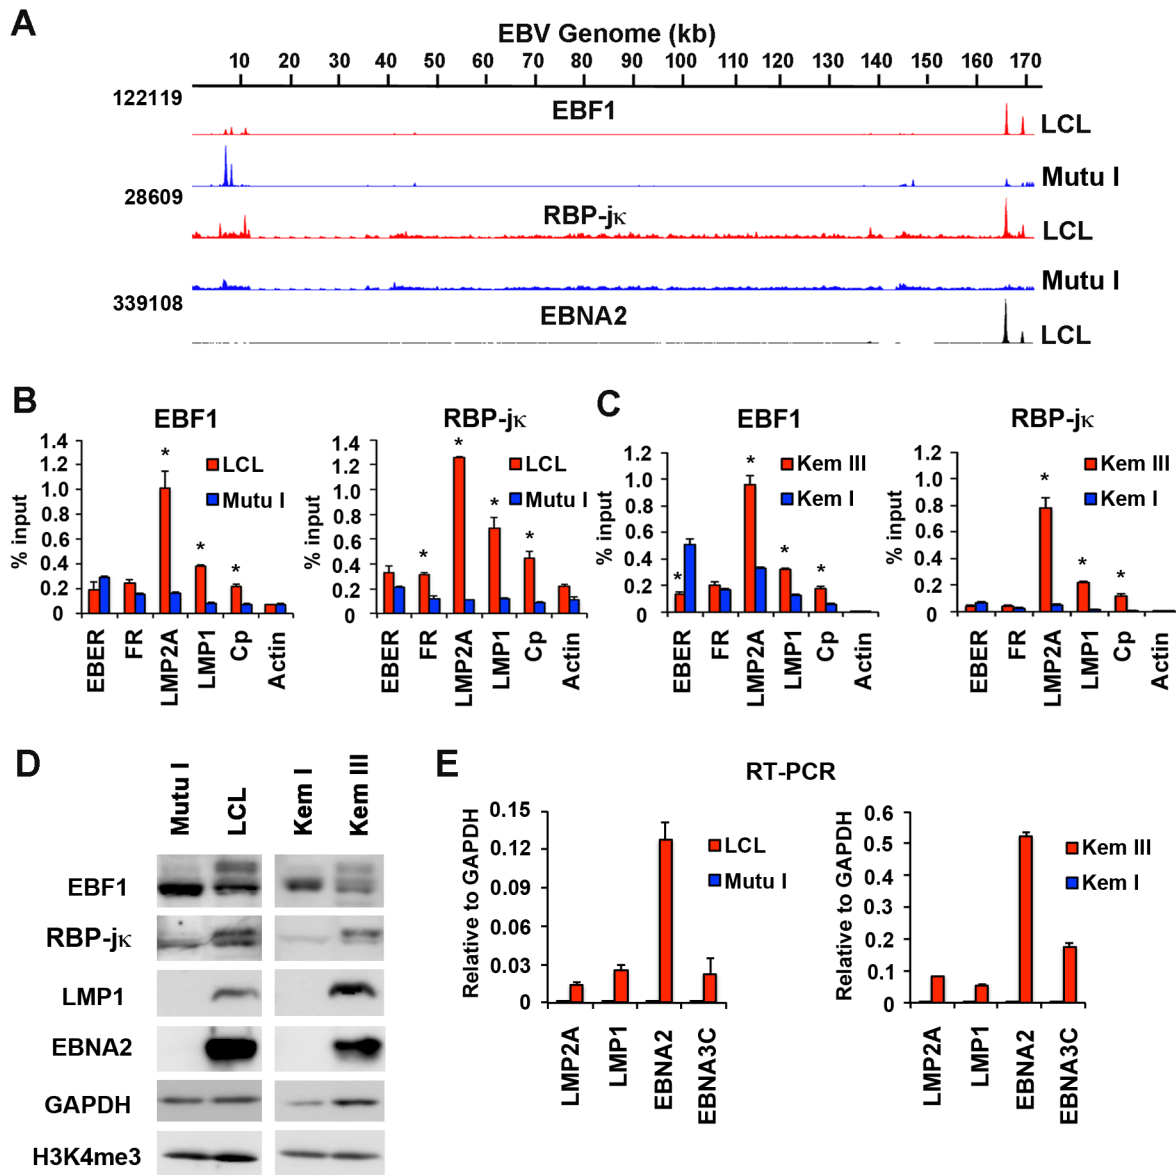 A
EBV Genome (kb)
10 20 30 40 50 60 70 80 90 100 110 120 130 140 150 160 170
122119
EBF1
LCL
Mutu I
28609
RBP-jκ
LCL
Mutu I
339108
EBNA2
LCL
B
EBF1
% input
1.4
1.2
1.0
0.8
0.6
0.4
0.2
0
LCL
Mutu I
* * *
EBER FR LMP2A LMP1 Cp Actin
RBP-jκ
% input
1.4
1.2
1.0
0.8
0.6
0.4
0.2
0
LCL
Mutu I
* * * *
EBER FR LMP2A LMP1 Cp Actin
C
EBF1
% input
1.2
1.0
0.8
0.6
0.4
0.2
0
Kem III
Kem I
* * * *
EBER FR LMP2A LMP1 Cp Actin
RBP-jκ
% input
1.2
1.0
0.8
0.6
0.4
0.2
0
Kem III
Kem I
* * *
EBER FR LMP2A LMP1 Cp Actin
D
Mutu I LCL Kem I Kem III
EBF1
RBP-jκ
LMP1
EBNA2
GAPDH
H3K4me3
E
RT-PCR
Relative to GAPDH
0.15
0.12
0.09
0.06
0.03
0
LCL
Mutu I
LMP2A LMP1 EBNA2 EBNA3C
Relative to GAPDH
0.6
0.5
0.4
0.3
0.2
0.1
0
Kem III
Kem I
LMP2A LMP1 EBNA2 EBNA3C